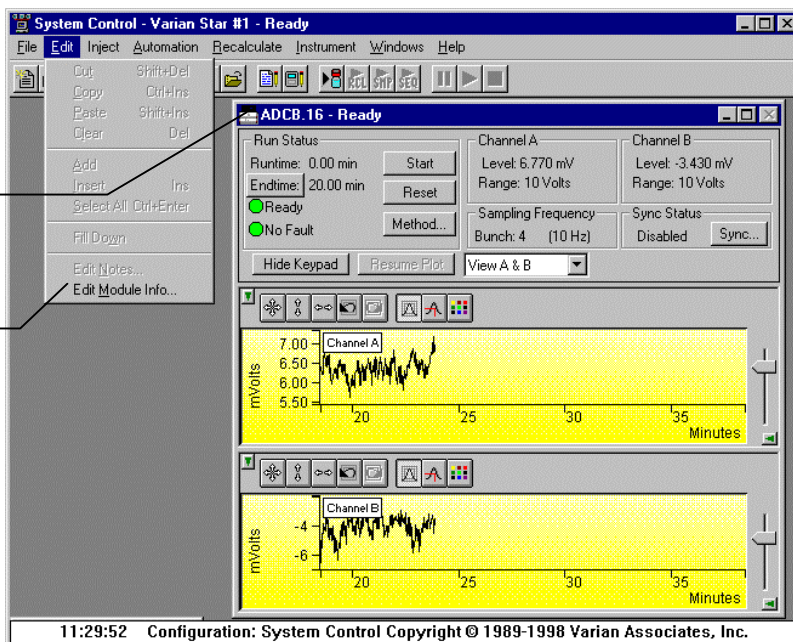 System Control - Varian Star #1 - Ready
File Edit Inject Automation Recalculate Instrument Windows Help
RCL SMP SEQ
Cut Shift+Del
Copy Ctrl+Ins
Paste Shift+Ins
Clear Del
Add
Insert Ins
Select All Ctrl+Enter
Fill Down
Edit Notes...
Edit Module Info...
ADCB.16 - Ready
Run Status
Runtime: 0.00 min
Start
Endtime: 20.00 min
Reset
Ready
No Fault
Method...
Channel A
Level: 6.770 mV
Range: 10 Volts
Channel B
Level: -3.430 mV
Range: 10 Volts
Sampling Frequency
Bunch: 4 (10 Hz)
Sync Status
Disabled
Sync...
Hide Keypad
Resume Plot
View A & B
mVolts
7.00
6.50
6.00
5.50
Channel A
20 25 30 35
Minutes
mVolts
-4
-6
Channel B
20 25 30 35
Minutes
11:29:52 Configuration: System Control Copyright © 1989-1998 Varian Associates, Inc.